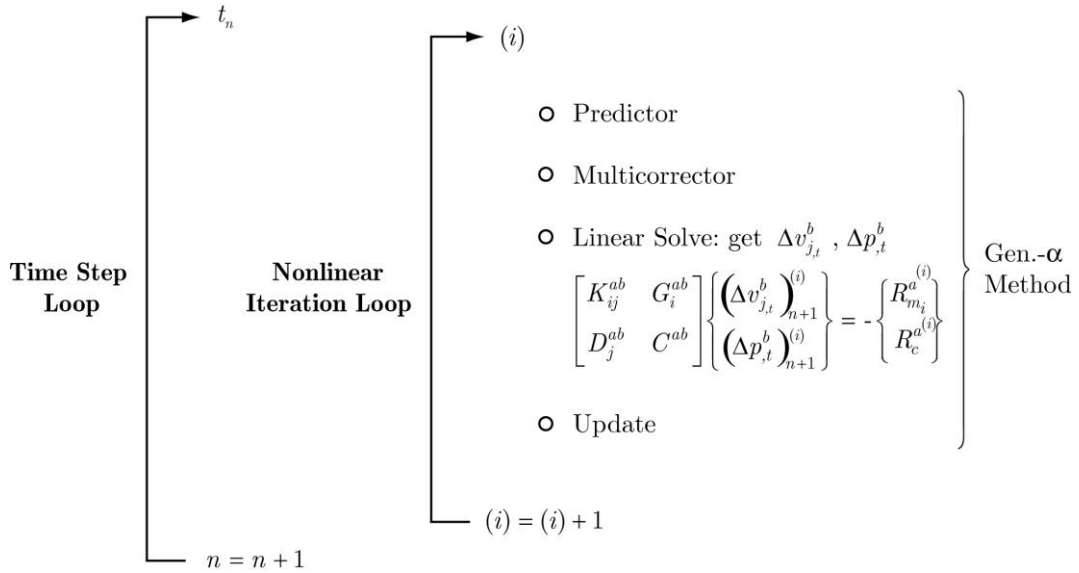 t_n
(i)
Predictor
Multicorrector
Linear Solve: get Δv^b_{j,t} , Δp^b_{,t}
Time Step
Loop
Nonlinear
Iteration Loop
[K^{ab}_{ij} G^{ab}_i] {(Δv^b_{j,t})^{(i)}_{n+1}} = - {R^{a(i)}_{m_i}}
[D^{ab}_j C^{ab}] {(Δp^b_{,t})^{(i)}_{n+1}} {R^{a(i)}_c}
Gen.-α
Method
Update
(i) = (i) + 1
n = n + 1